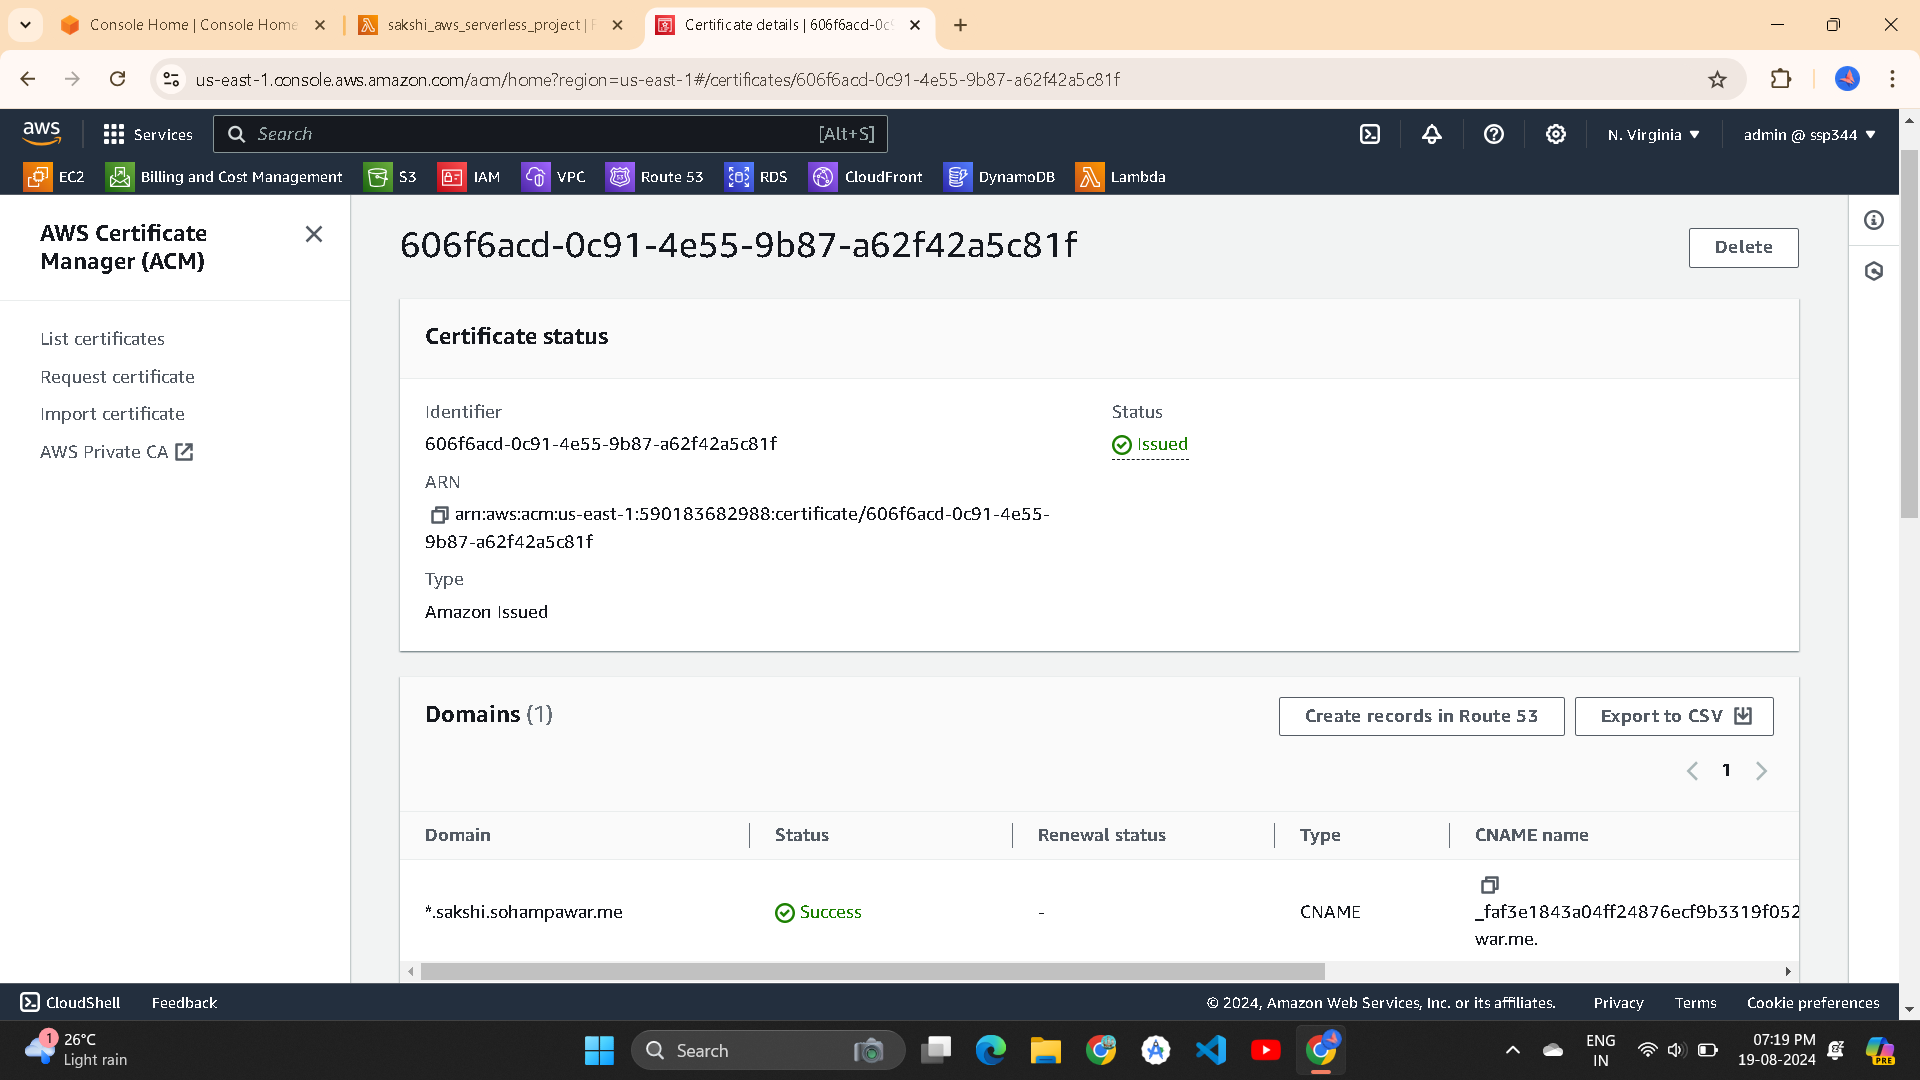 Console Home | Console Home
sakshi_aws_serverless_project |
Certificate details | 606f6acd-0c
us-east-1.console.aws.amazon.com/acm/home?region=us-east-1#/certificates/606f6acd-0c91-4e55-9b87-a62f42a5c81f
aws
Services
Search
[Alt+S]
N. Virginia
admin @ ssp344
EC2
Billing and Cost Management
S3
IAM
VPC
Route 53
RDS
CloudFront
DynamoDB
Lambda
AWS Certificate
Manager (ACM)
List certificates
Request certificate
Import certificate
AWS Private CA
606f6acd-0c91-4e55-9b87-a62f42a5c81f
Delete
Certificate status
Identifier
606f6acd-0c91-4e55-9b87-a62f42a5c81f
Status
Issued
ARN
arn:aws:acm:us-east-1:590183682988:certificate/606f6acd-0c91-4e55-
9b87-a62f42a5c81f
Type
Amazon Issued
Domains (1)
Create records in Route 53
Export to CSV
1
Domain
Status
Renewal status
Type
CNAME name
*.sakshi.sohampawar.me
Success
-
CNAME
_faf3e1843a04ff24876ecf9b3319f052
war.me.
CloudShell
Feedback
© 2024, Amazon Web Services, Inc. or its affiliates.
Privacy
Terms
Cookie preferences
1
26°C
Light rain
Search
ENG
IN
07:19 PM
19-08-2024
PRE